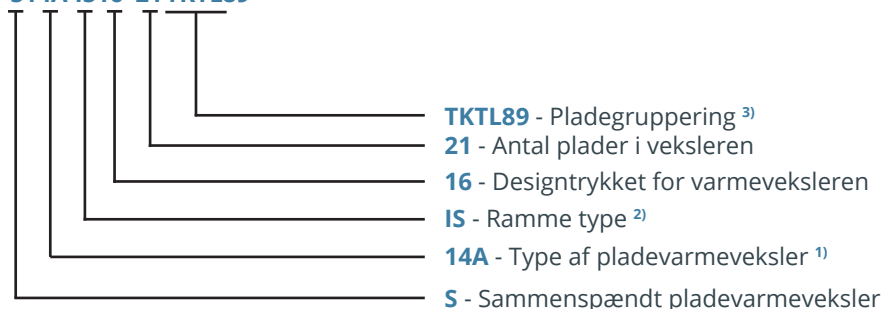 TKTL89 - Pladegruppering ³⁾
21 - Antal plader i veksleren
16 - Designtrykket for varmeveksleren
IS - Ramme type ²⁾
14A - Type af pladevarmeveksler ¹⁾
S - Sammenspændt pladevarmeveksler